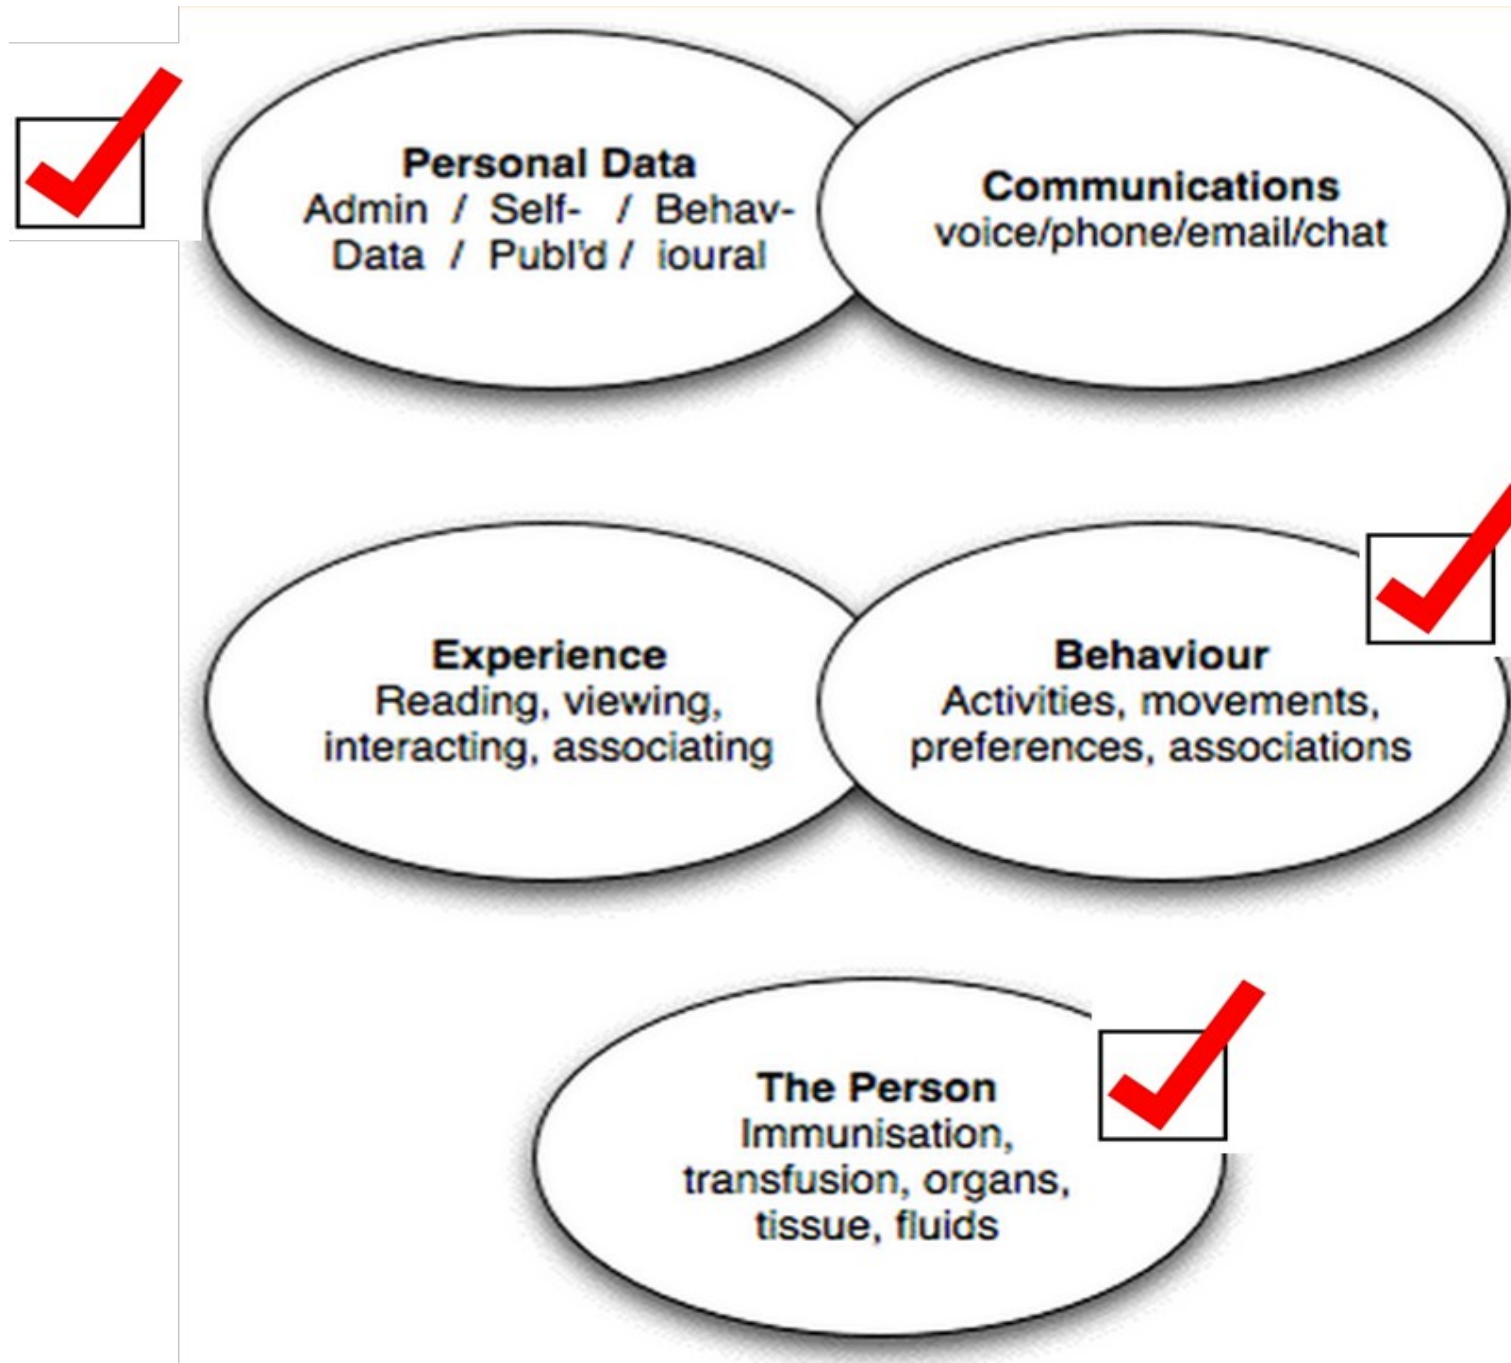 Personal Data
Admin / Self- / Behav-
Data / Publ'd / ioural
Communications
voice/phone/email/chat
Experience
Reading, viewing,
interacting, associating
Behaviour
Activities, movements,
preferences, associations
The Person
Immunisation,
transfusion, organs,
tissue, fluids